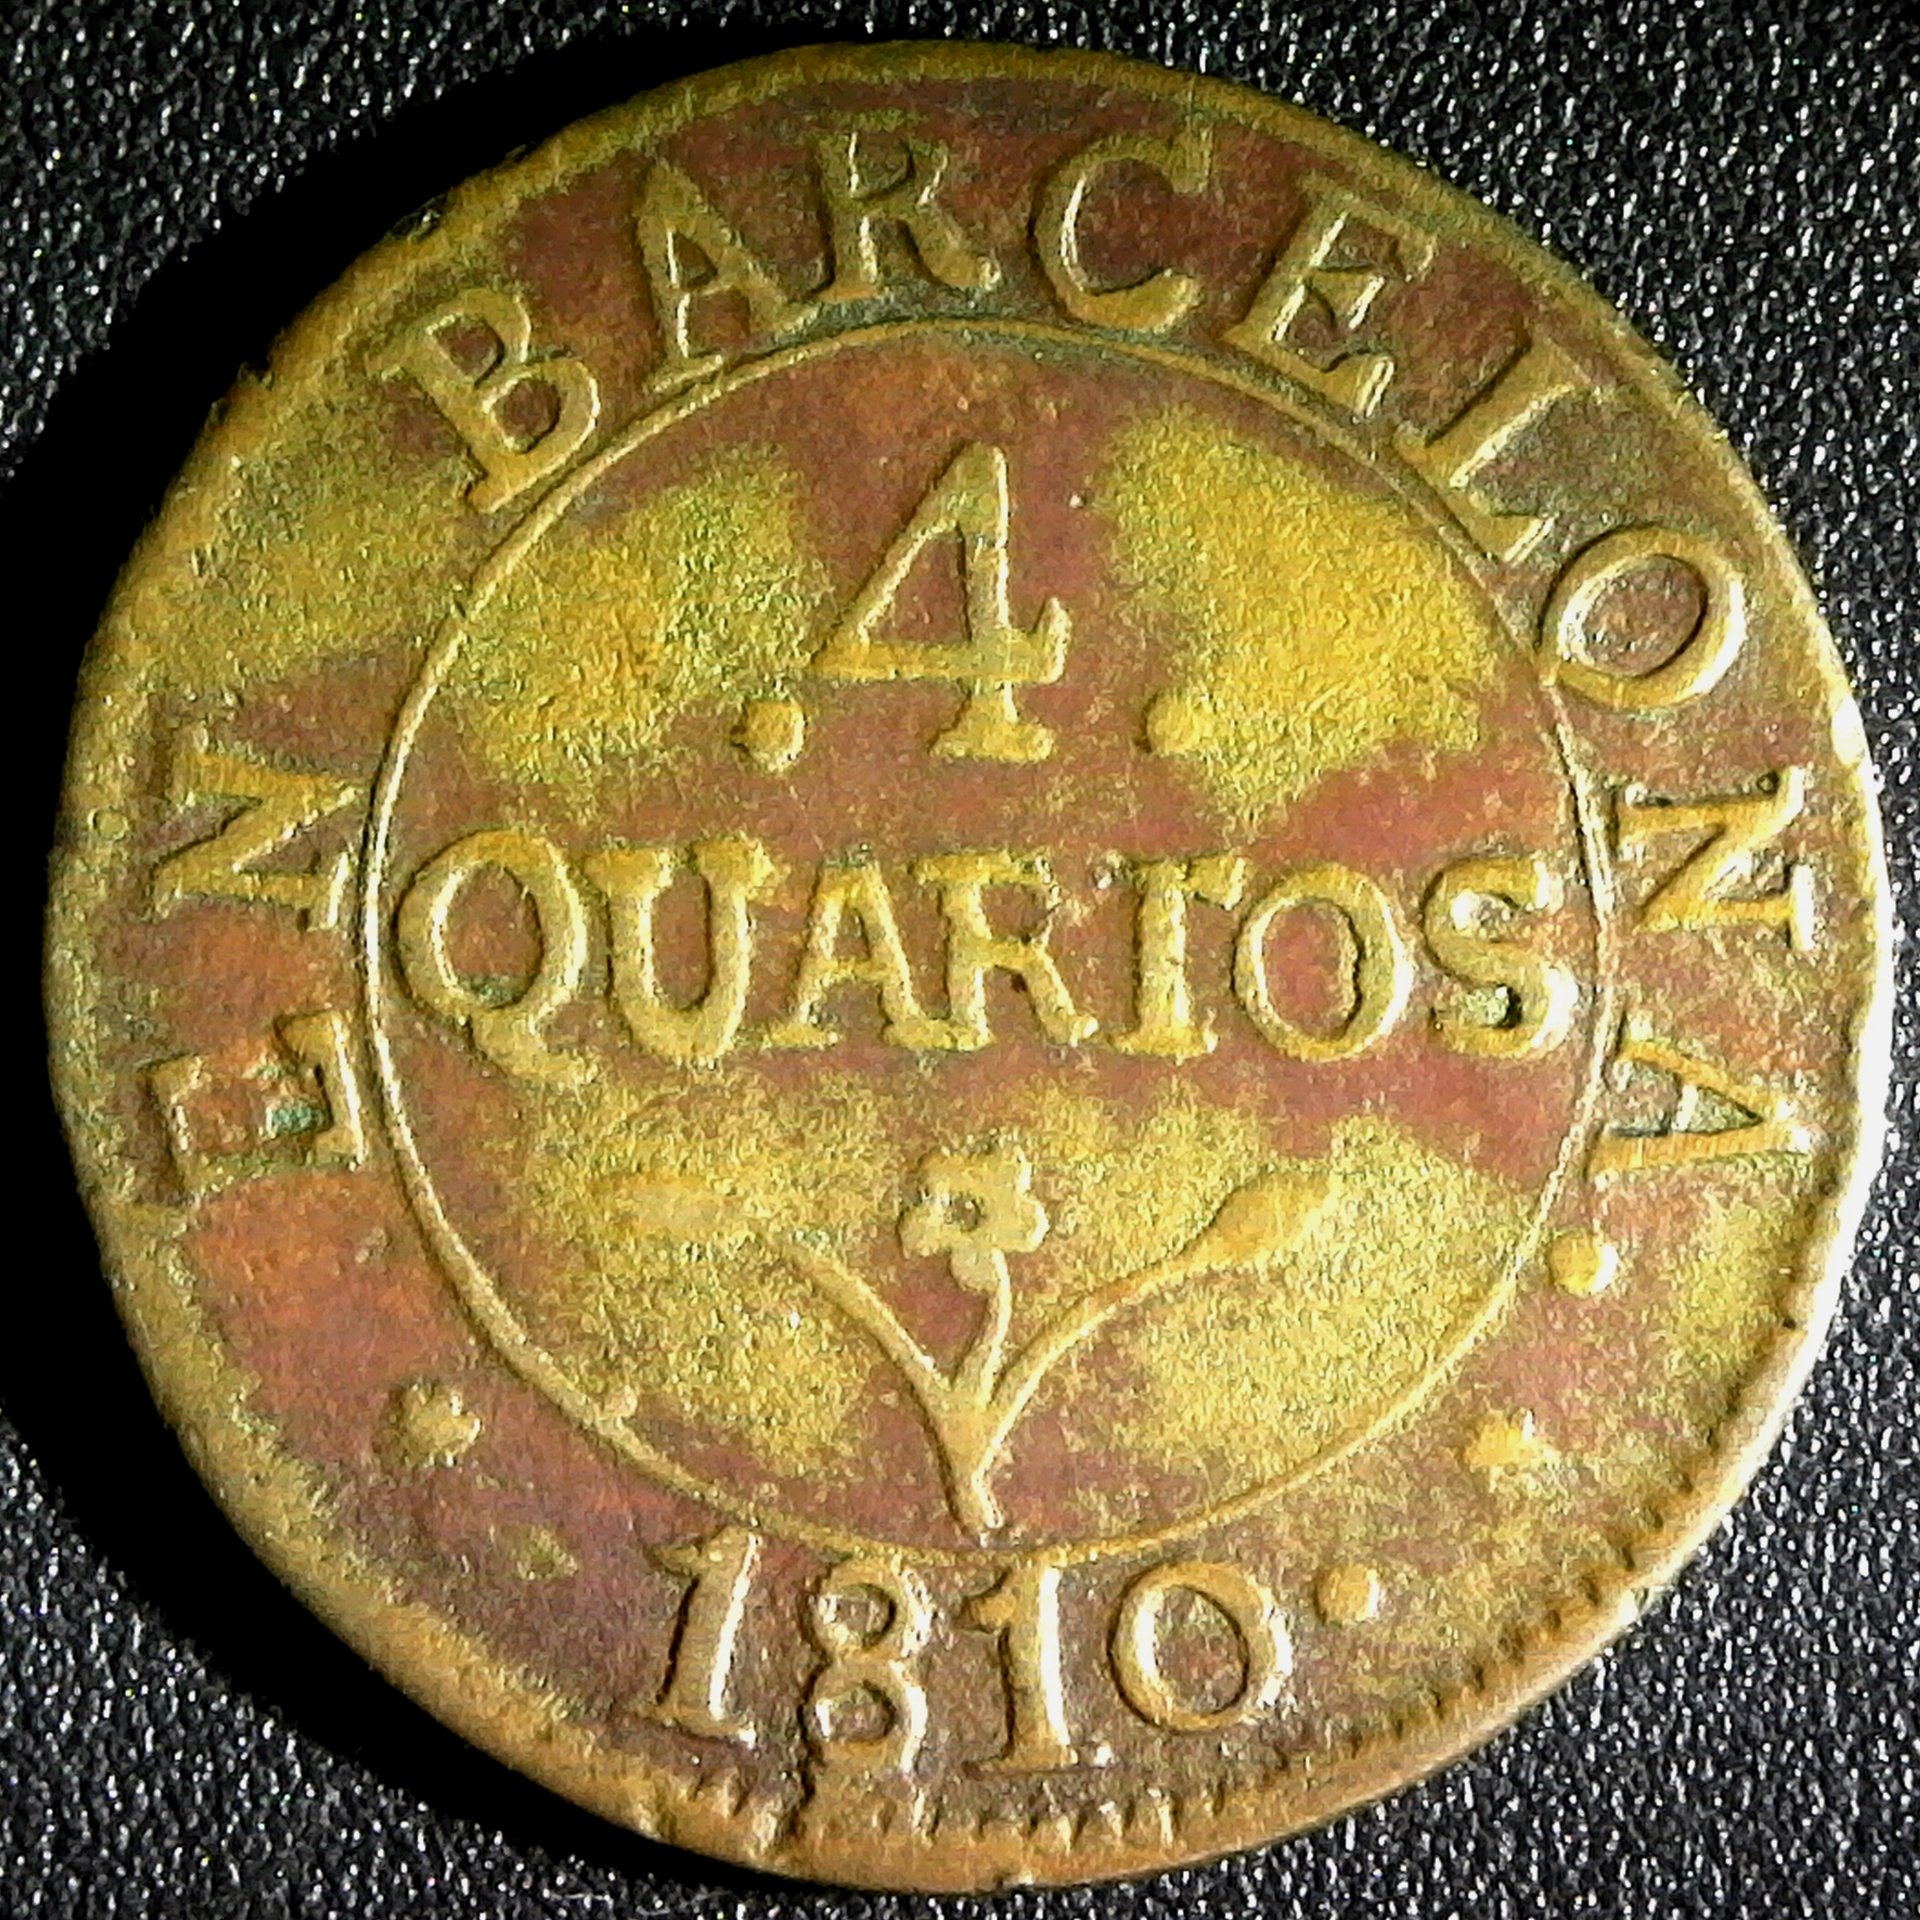 EN BARCELONA
4
QUARTOS
1810